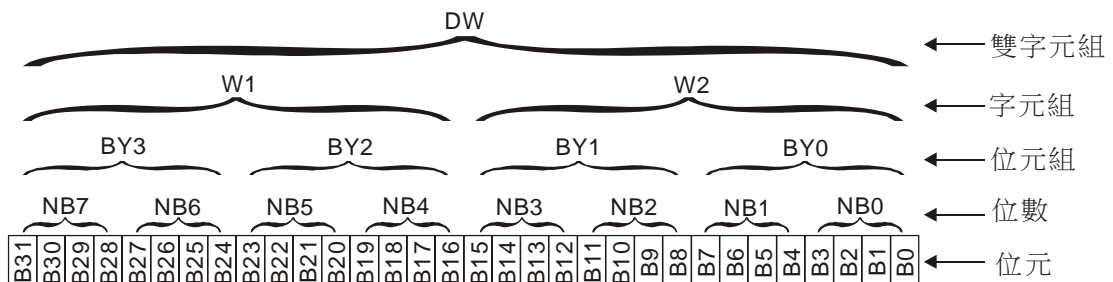 DW
雙字元組
W1 W2
字元組
BY3 BY2 BY1 BY0
位元組
NB7 NB6 NB5 NB4 NB3 NB2 NB1 NB0
位數
B31 B30 B29 B28 B27 B26 B25 B24 B23 B22 B21 B20 B19 B18 B17 B16 B15 B14 B13 B12 B11 B10 B9 B8 B7 B6 B5 B4 B3 B2 B1 B0
位元